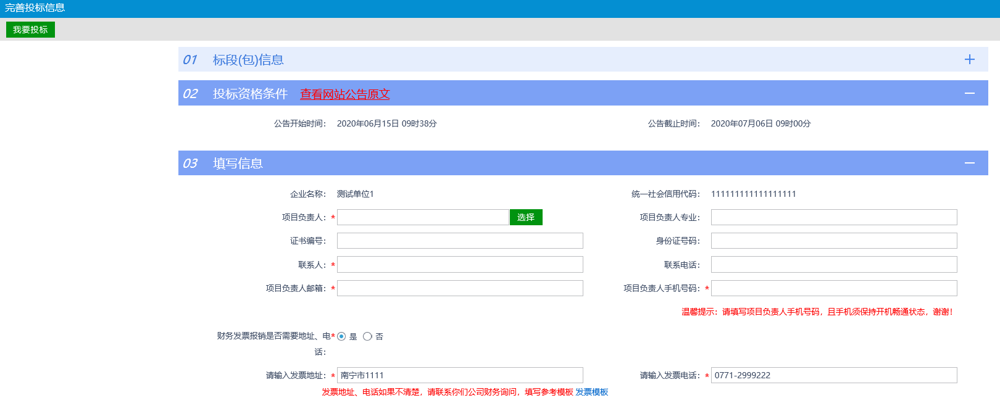 完善投标信息
我要投标
01 标段(包)信息
02 投标资格条件 查看网站公告原文
公告开始时间： 2020年06月15日 09时38分 公告截止时间： 2020年07月06日 09时00分
03 填写信息
企业名称： 测试单位1 统一社会信用代码： 111111111111111111
项目负责人： * 选择 项目负责人专业：
证书编号： 身份证号码：
联系人： * 联系电话：
项目负责人邮箱： * 项目负责人手机号码： *
温馨提示：请填写项目负责人手机号码，且手机须保持开机畅通状态，谢谢！
财务发票报销是否需要地址、电 * 是 否
话：
请输入发票地址： * 南宁市1111 请输入发票电话： * 0771-2999222
发票地址、电话如果不清楚，请联系你们公司财务询问，填写参考模板 发票模板